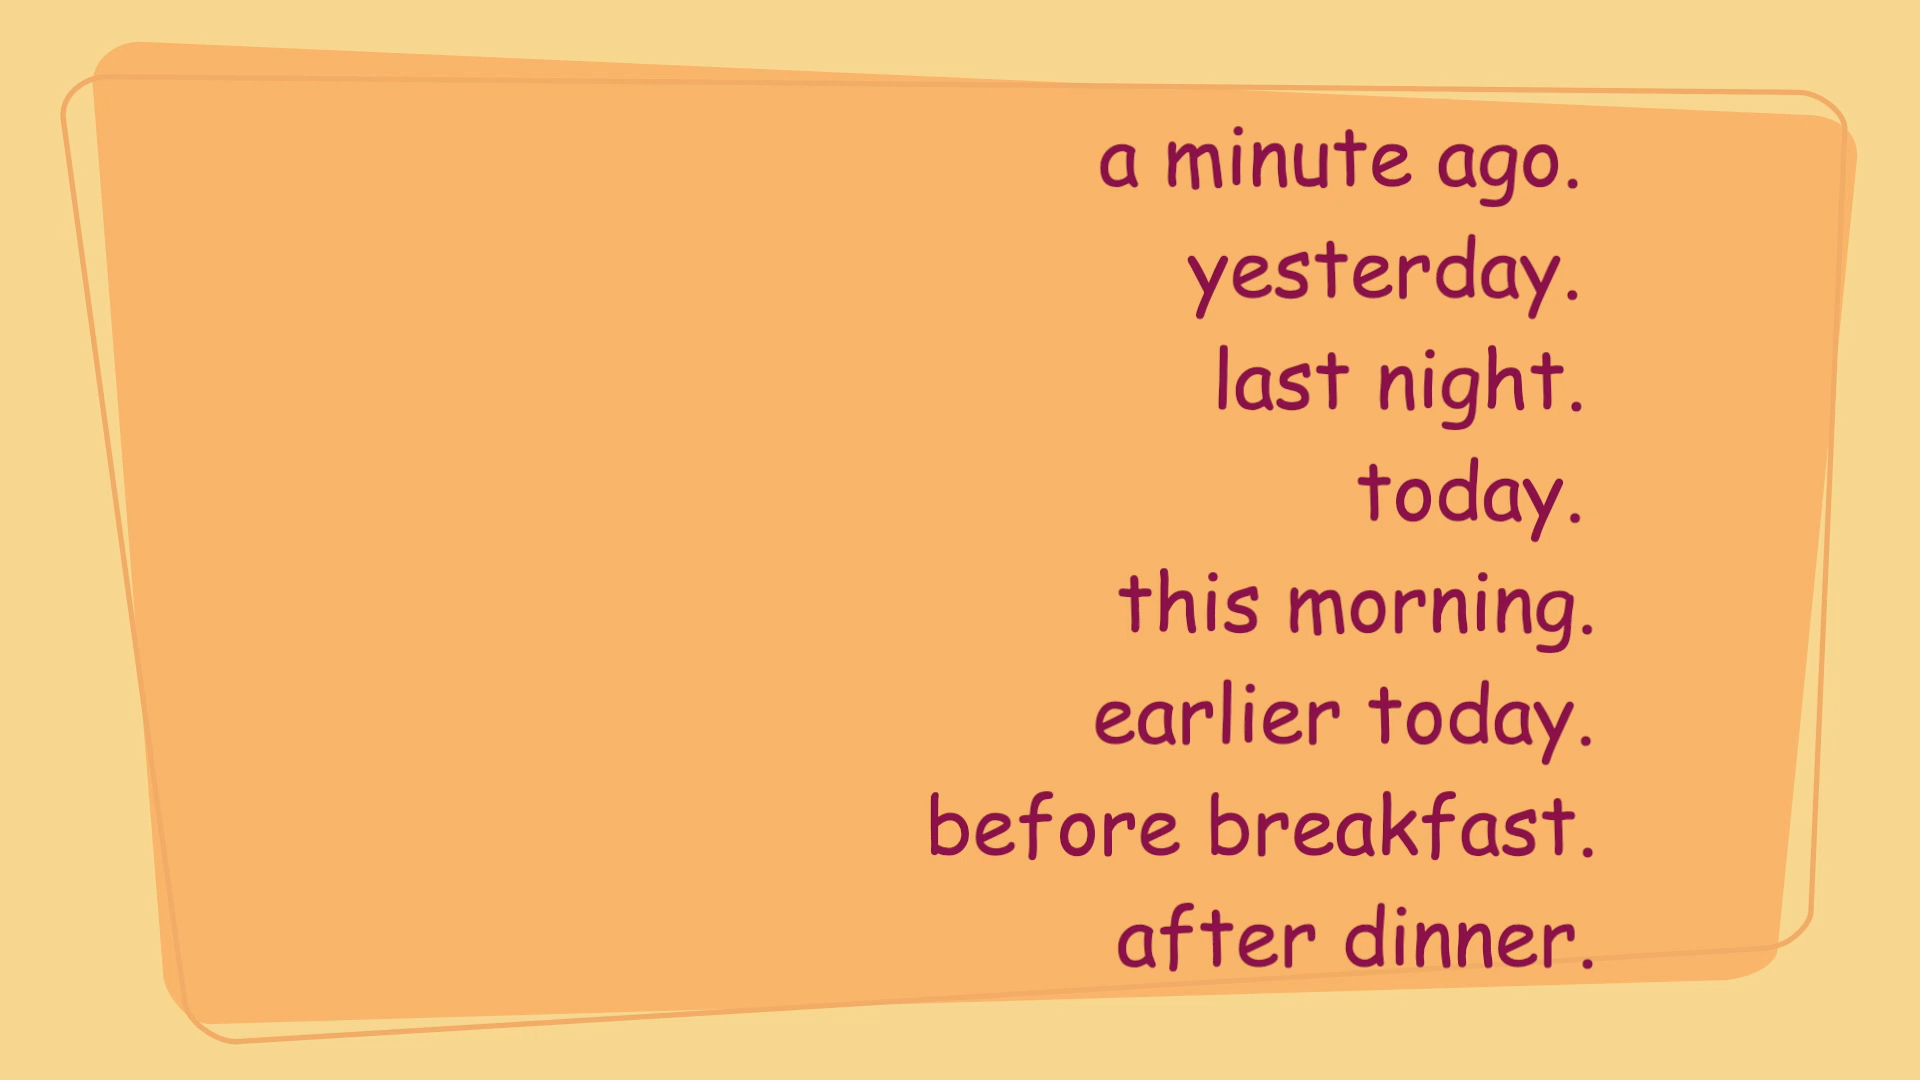 a minute ago.
yesterday.
last night.
today.
this morning.
earlier today.
before breakfast.
after dinner.